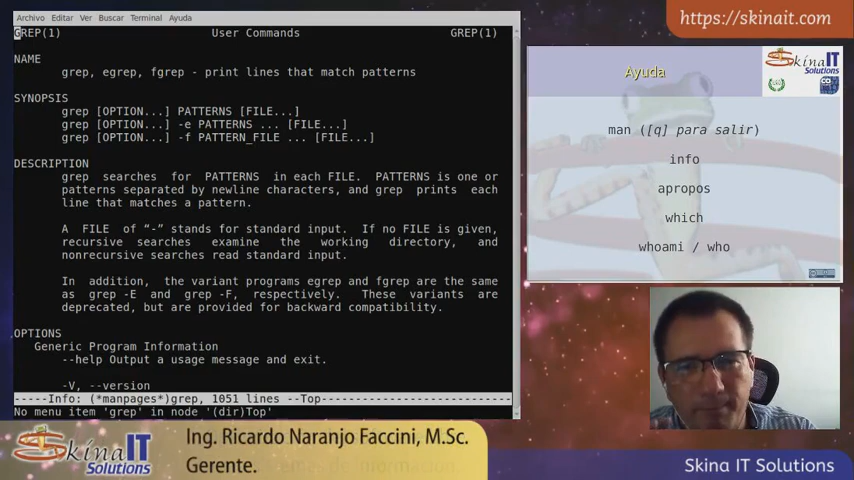 Archivo Editar Ver Buscar Terminal Ayuda
GREP(1) User Commands GREP(1)
NAME
grep, egrep, fgrep - print lines that match patterns
SYNOPSIS
grep [OPTION...] PATTERNS [FILE...]
grep [OPTION...] -e PATTERNS ... [FILE...]
grep [OPTION...] -f PATTERN_FILE ... [FILE...]
DESCRIPTION
grep searches for PATTERNS in each FILE. PATTERNS is one or
patterns separated by newline characters, and grep prints each
line that matches a pattern.
A FILE of “-” stands for standard input. If no FILE is given,
recursive searches examine the working directory, and
nonrecursive searches read standard input.
In addition, the variant programs egrep and fgrep are the same
as grep -E and grep -F, respectively. These variants are
deprecated, but are provided for backward compatibility.
OPTIONS
Generic Program Information
--help Output a usage message and exit.
-V, --version
-----Info: (*manpages*)grep, 1051 lines --Top-----
No menu item 'grep' in node '(dir)Top'
https://skinait.com
Ayuda
Skina IT
Solutions
man ([q] para salir)
info
apropos
which
whoami / who
Skina IT
Solutions
Ing. Ricardo Naranjo Faccini, M.Sc.
Gerente.
Skina IT Solutions